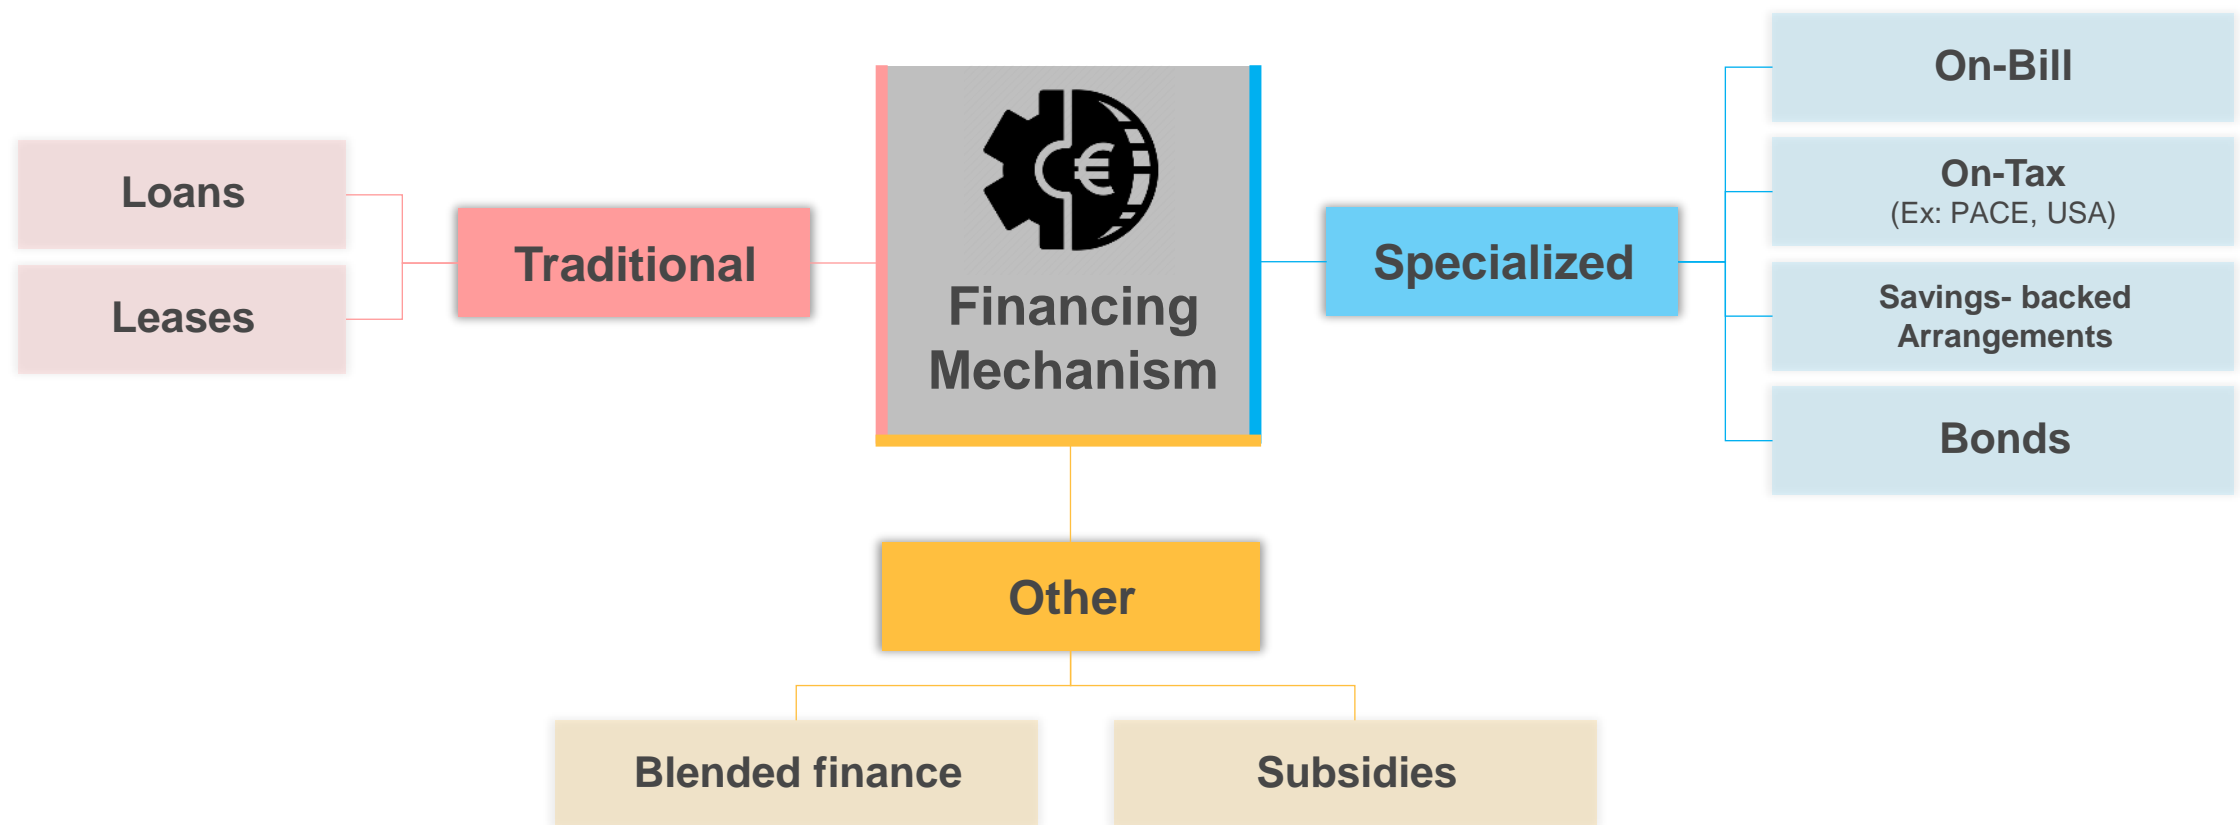 Loans
Leases
Traditional
€
Financing
Mechanism
Specialized
On-Bill
On-Tax
(Ex: PACE, USA)
Savings- backed
Arrangements
Bonds
Other
Blended finance
Subsidies